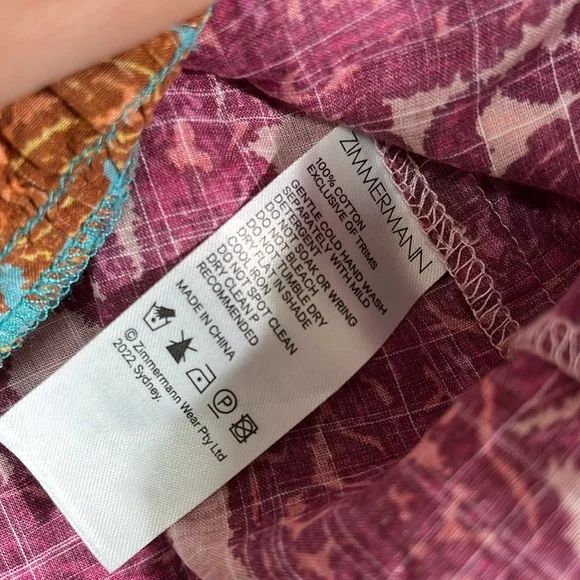 ZIMMERMANN
100% COTTON
EXCLUSIVE OF TRIMS
GENTLE COLD HAND WASH
SEPARATELY WITH MILD
DETERGENT
DO NOT SOAK OR WRING
DO NOT BLEACH
DO NOT TUMBLE DRY
DRY FLAT IN SHADE
COOL IRON
DRY CLEAN P
DO NOT SPOT CLEAN
RECOMMENDED
MADE IN CHINA
P
© Zimmermann Wear Pty Ltd
2022, Sydney.